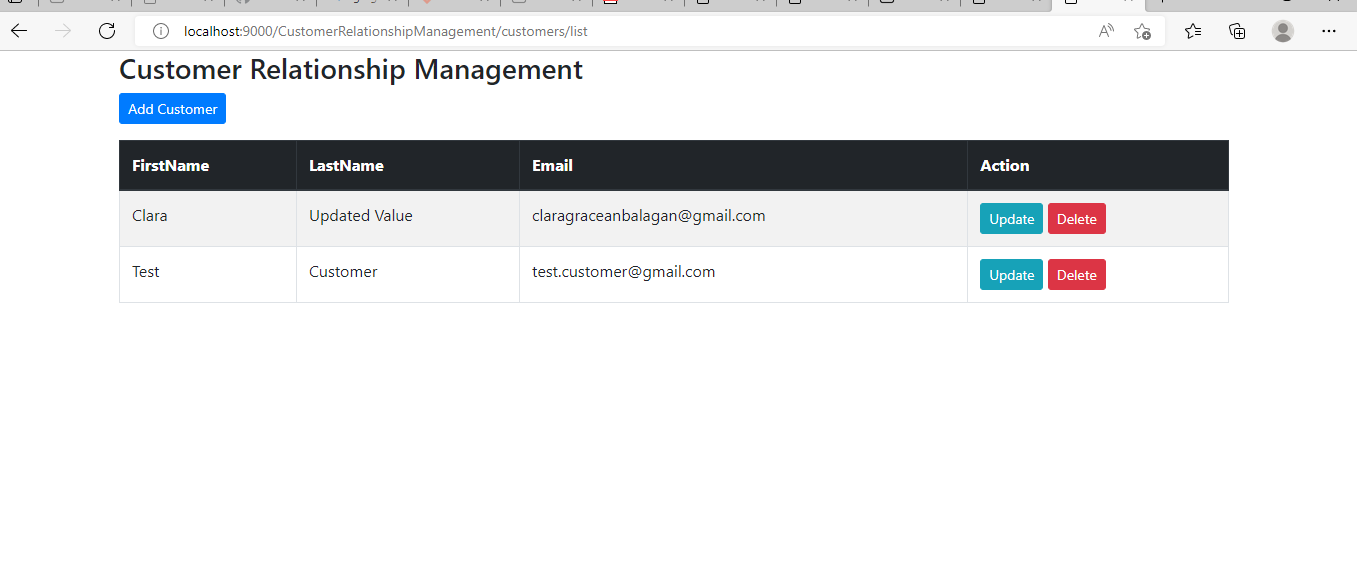 localhost:9000/CustomerRelationshipManagement/customers/list
Customer Relationship Management
Add Customer
FirstName LastName Email Action
Clara Updated Value claragraceanbalagan@gmail.com Update Delete
Test Customer test.customer@gmail.com Update Delete